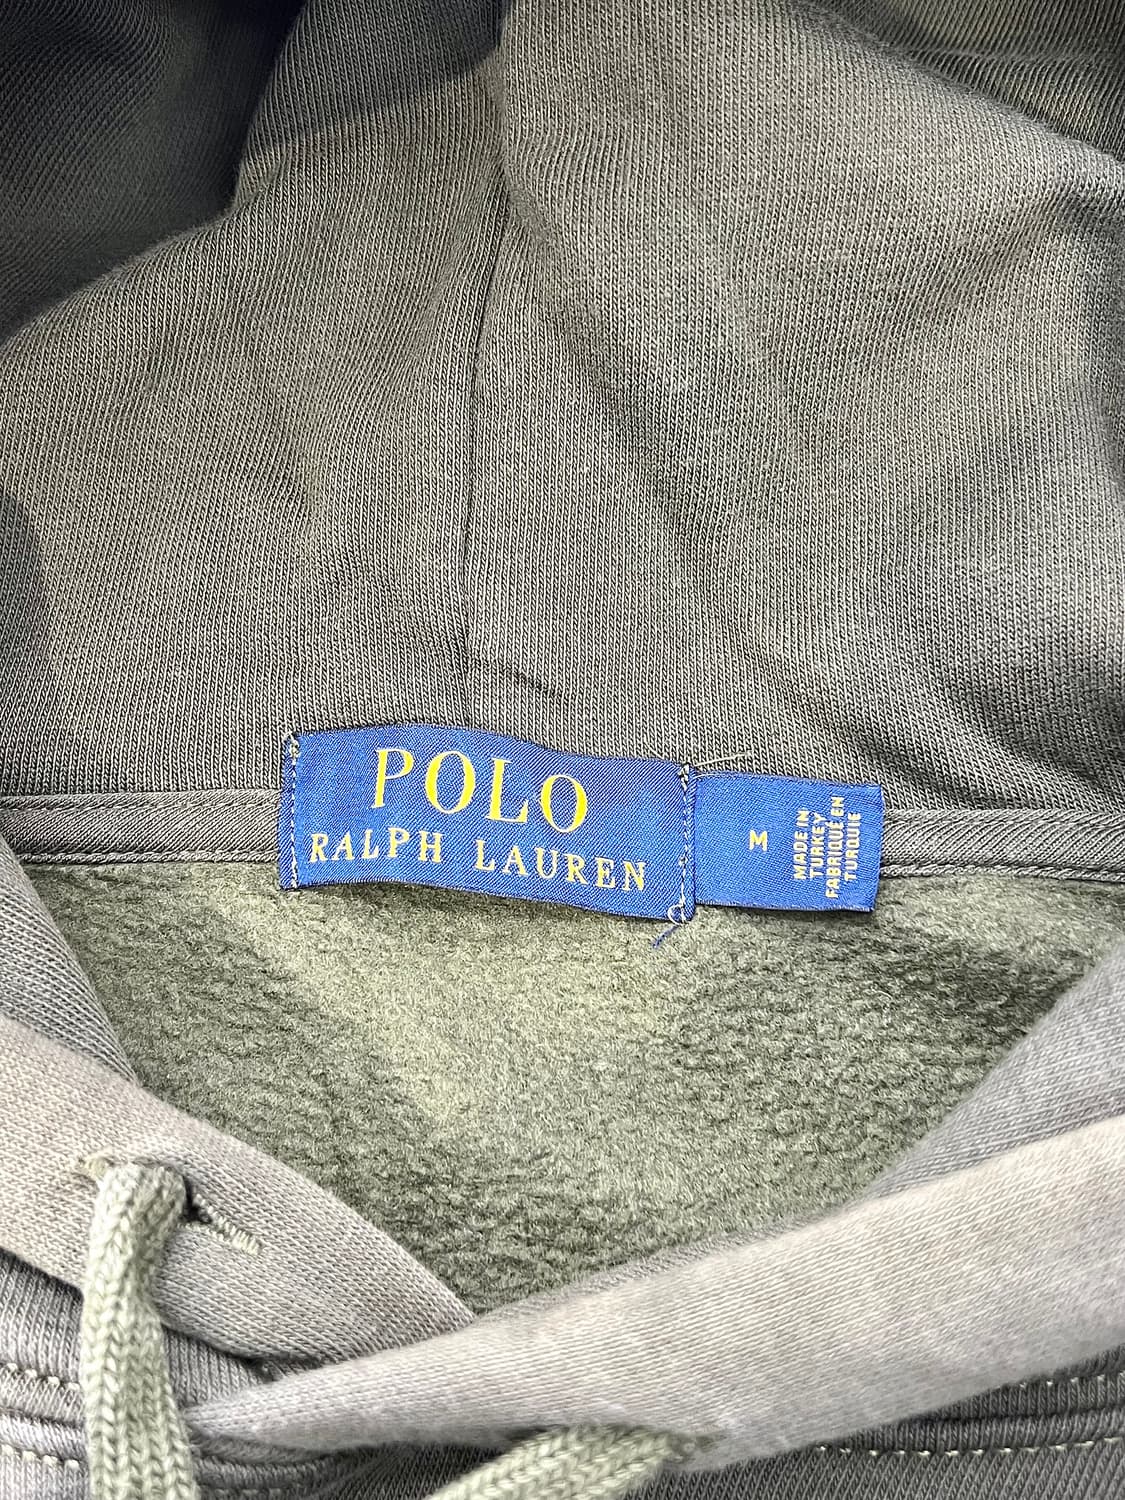 POLO
RALPH LAUREN
M
MADE IN
TURKEY
FABRIQUE EN
TURQUIE